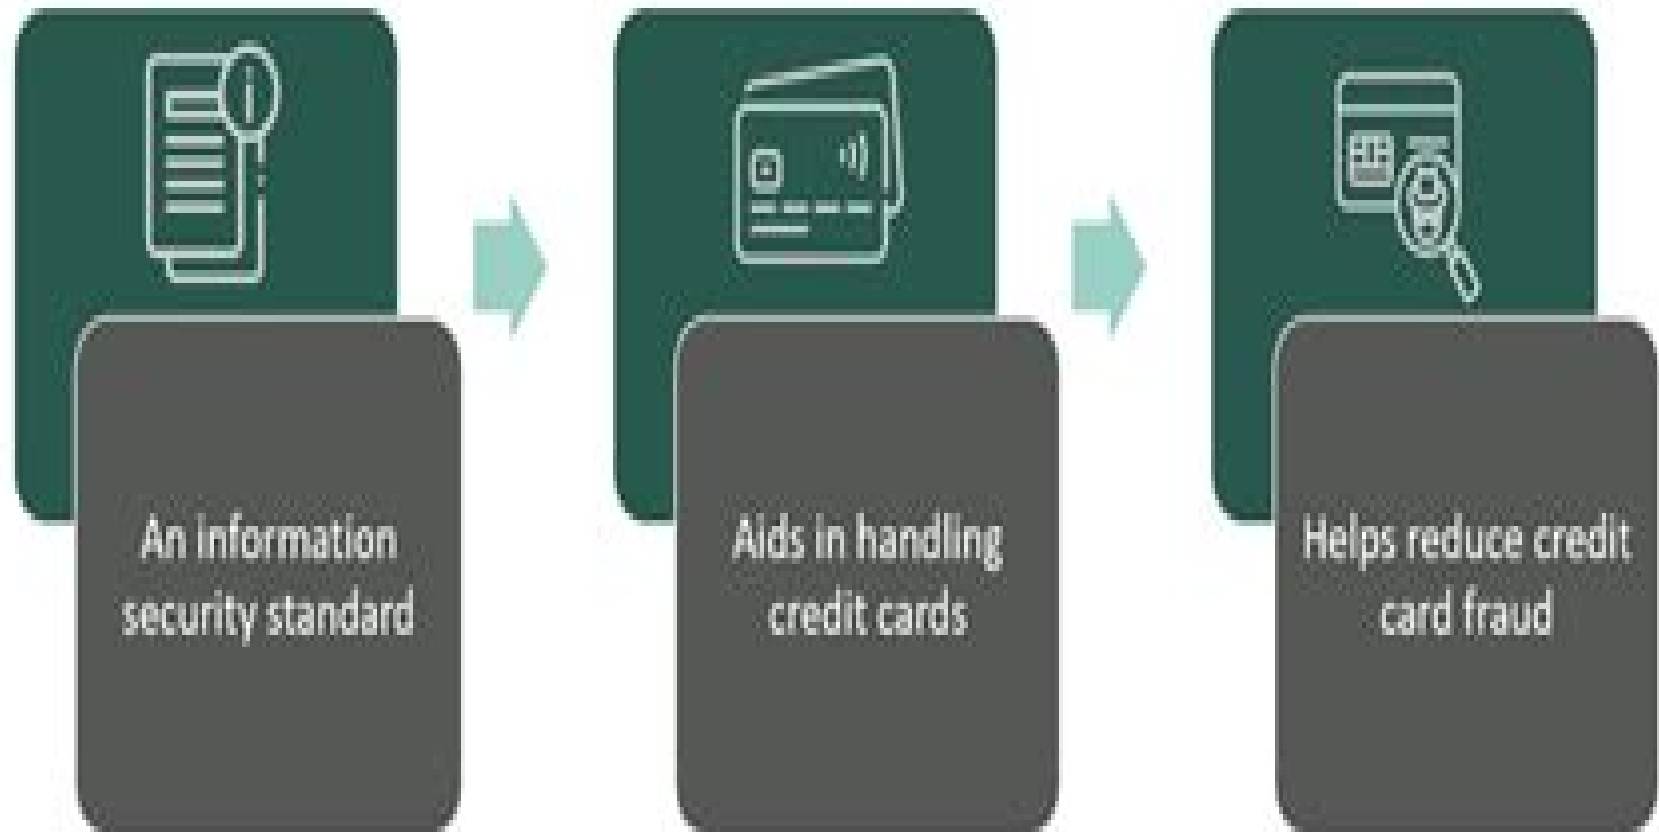 An information
security standard
Aids in handling
credit cards
Helps reduce credit
card fraud